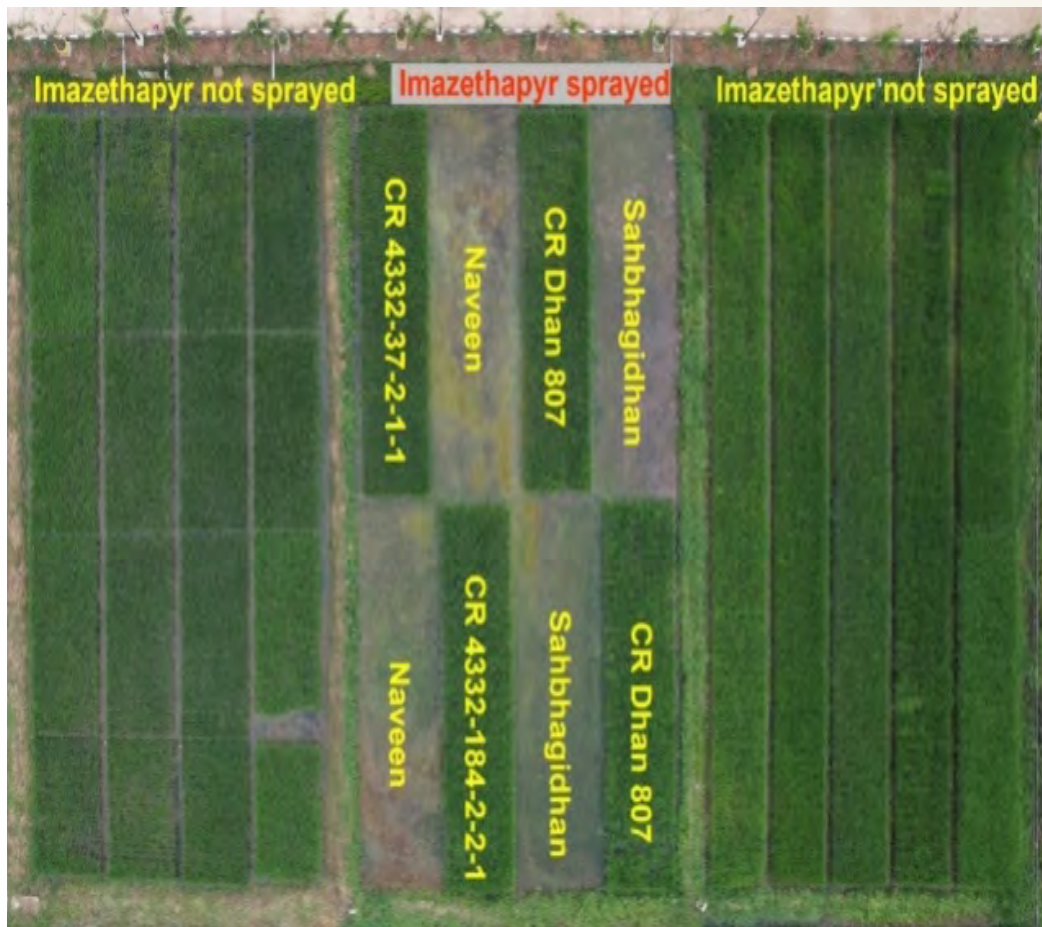 Imazethapyr not sprayed
Imazethapyr sprayed
Imazethapyr not sprayed
CR 4332-37-2-1-1
Naveen
CR Dhan 807
Sahbhagidhan
Naveen
CR 4332-184-2-2-1
Sahbhagidhan
CR Dhan 807